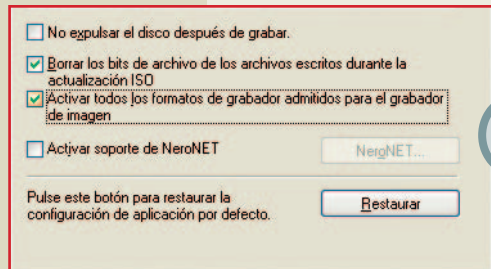 No expulsar el disco después de grabar.
Borrar los bits de archivo de los archivos escritos durante la
actualización ISO
Activar todos los formatos de grabador admitidos para el grabador
de imagen
Activar soporte de NeroNET
NeroNET...
Pulse este botón para restaurar la
configuración de aplicación por defecto.
Restaurar